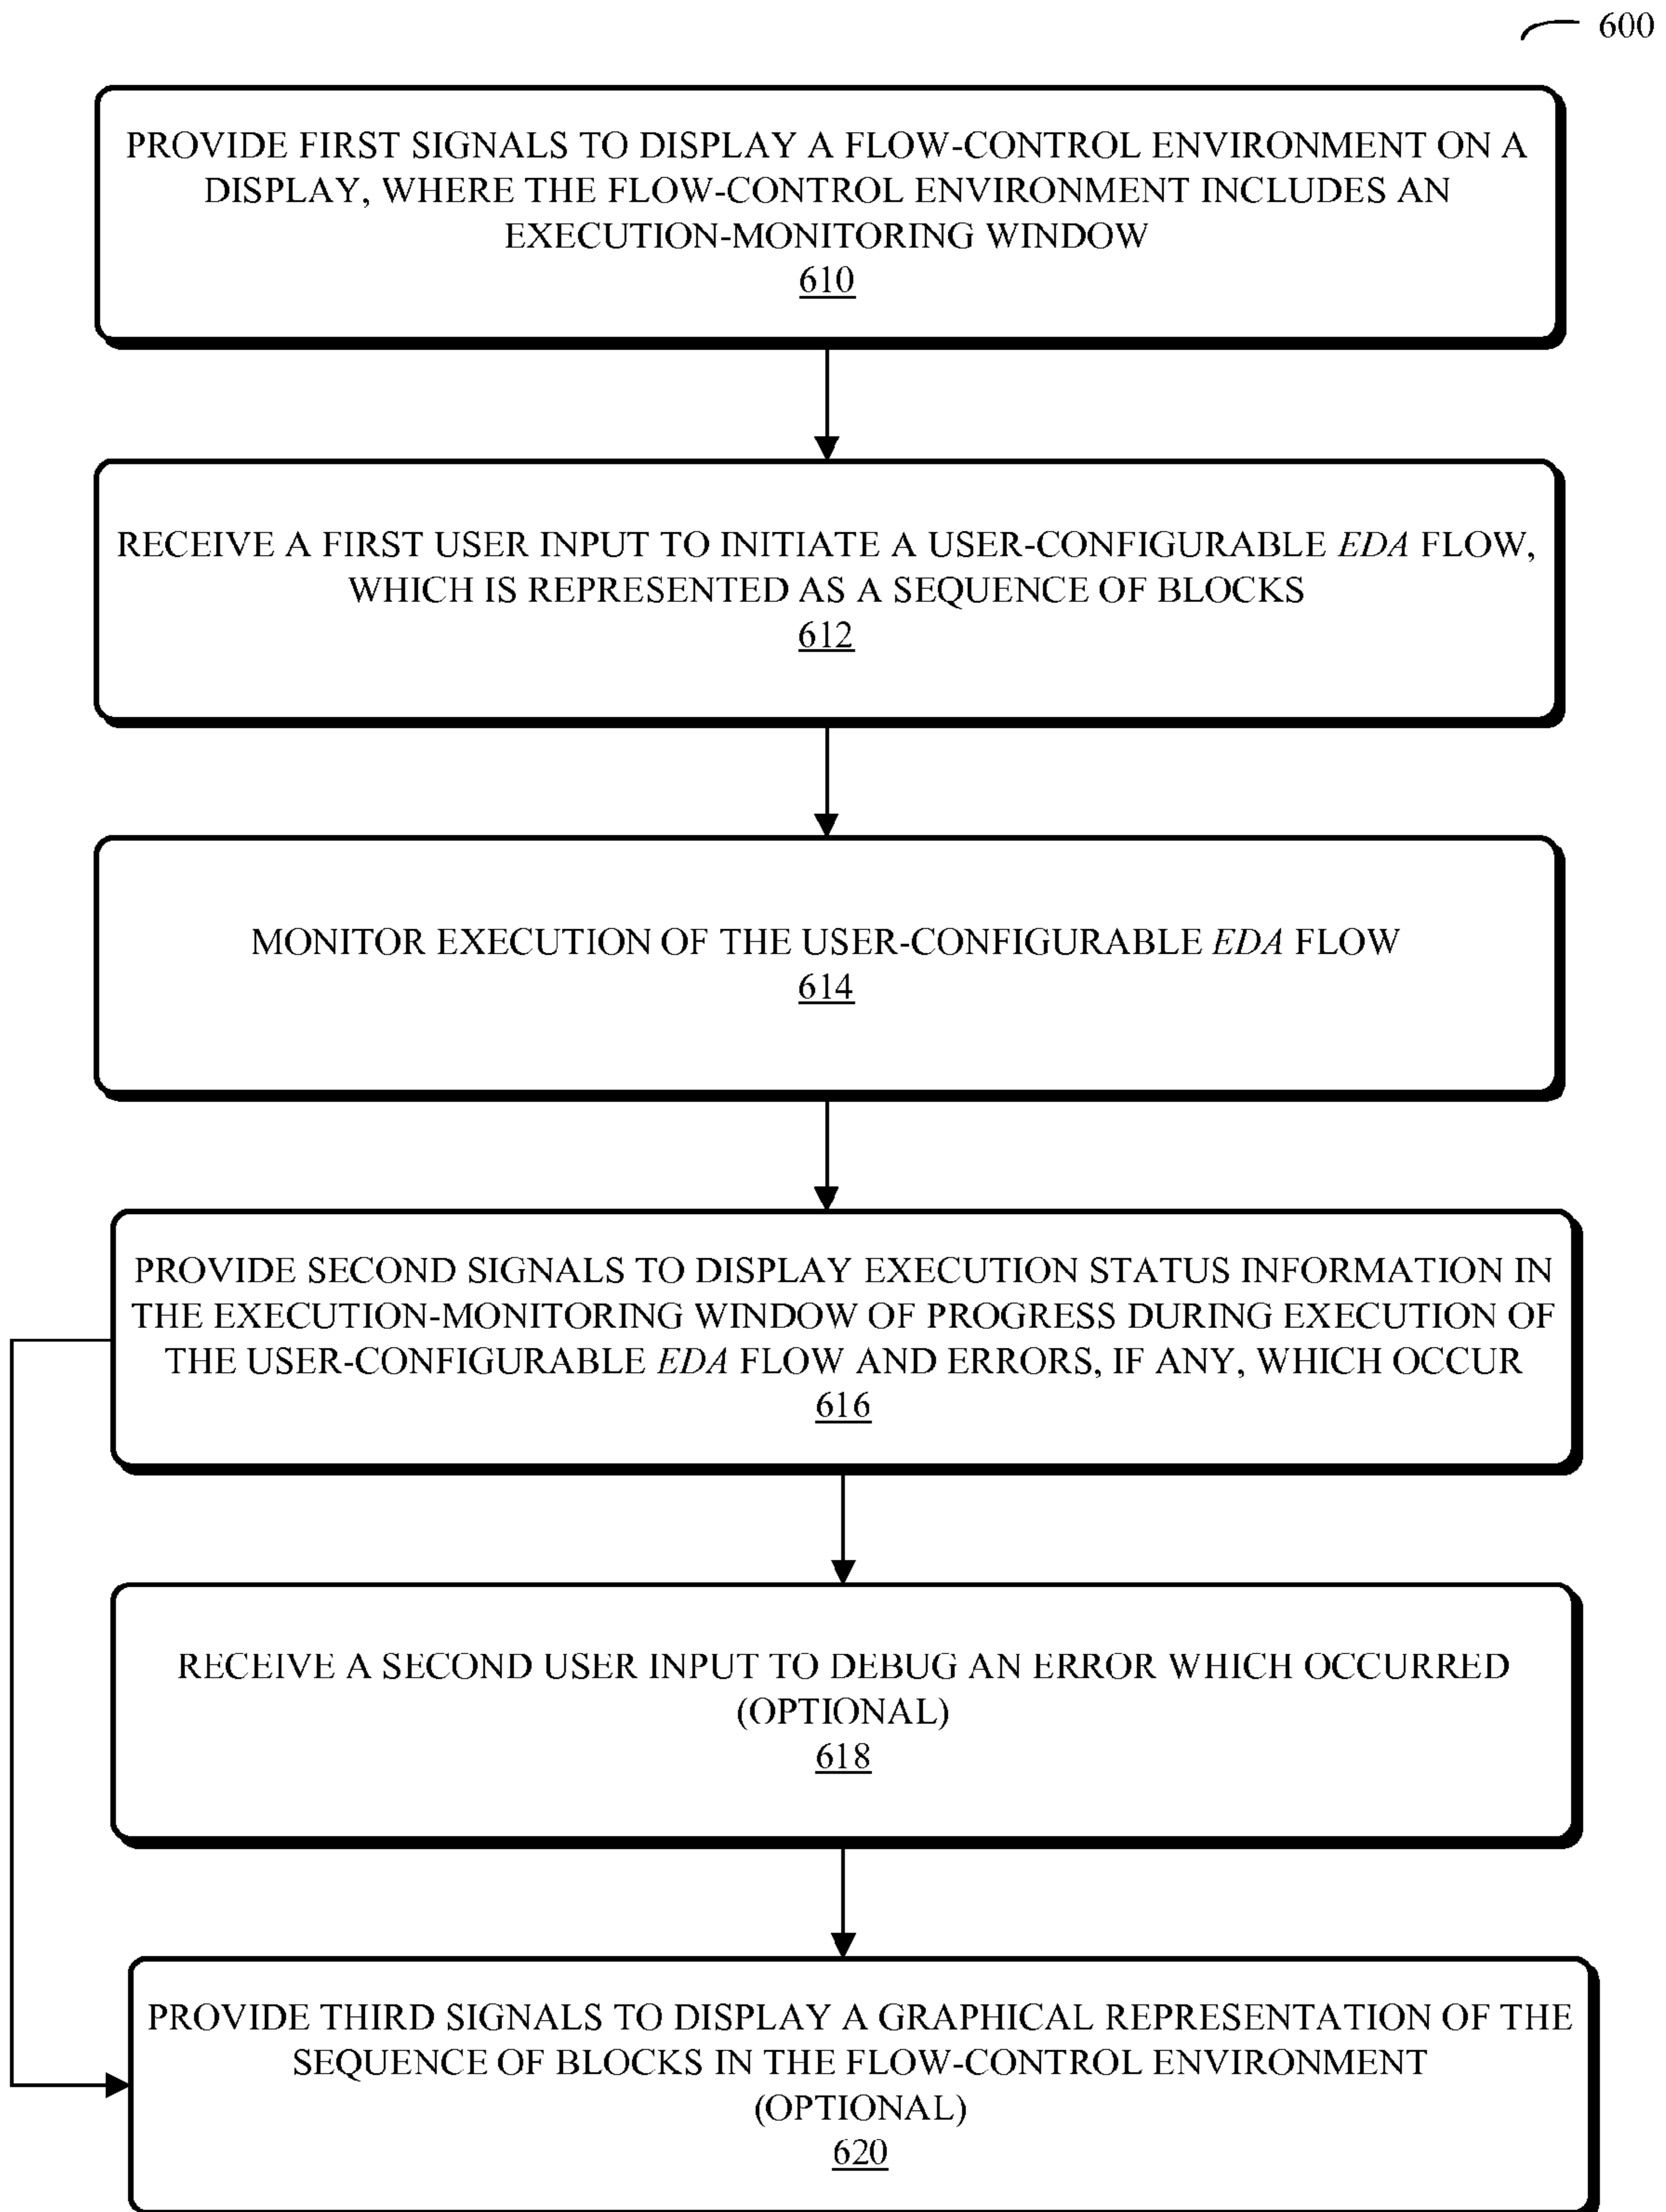 600
PROVIDE FIRST SIGNALS TO DISPLAY A FLOW-CONTROL ENVIRONMENT ON A
DISPLAY, WHERE THE FLOW-CONTROL ENVIRONMENT INCLUDES AN
EXECUTION-MONITORING WINDOW
610
RECEIVE A FIRST USER INPUT TO INITIATE A USER-CONFIGURABLE EDA FLOW,
WHICH IS REPRESENTED AS A SEQUENCE OF BLOCKS
612
MONITOR EXECUTION OF THE USER-CONFIGURABLE EDA FLOW
614
PROVIDE SECOND SIGNALS TO DISPLAY EXECUTION STATUS INFORMATION IN
THE EXECUTION-MONITORING WINDOW OF PROGRESS DURING EXECUTION OF
THE USER-CONFIGURABLE EDA FLOW AND ERRORS, IF ANY, WHICH OCCUR
616
RECEIVE A SECOND USER INPUT TO DEBUG AN ERROR WHICH OCCURRED
(OPTIONAL)
618
PROVIDE THIRD SIGNALS TO DISPLAY A GRAPHICAL REPRESENTATION OF THE
SEQUENCE OF BLOCKS IN THE FLOW-CONTROL ENVIRONMENT
(OPTIONAL)
620